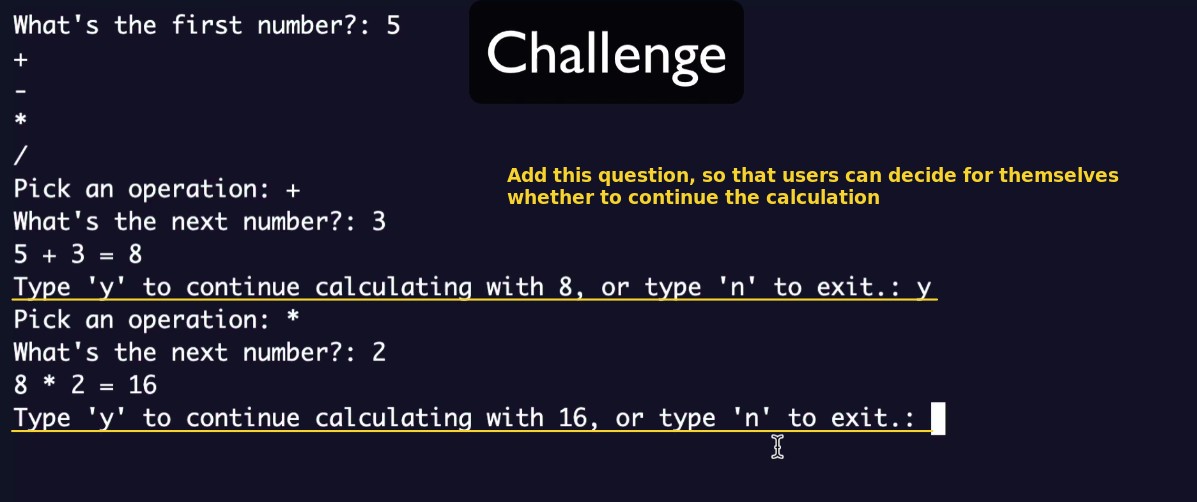 What's the first number?: 5
Challenge
+
-
*
/
Add this question, so that users can decide for themselves
whether to continue the calculation
Pick an operation: +
What's the next number?: 3
5 + 3 = 8
Type 'y' to continue calculating with 8, or type 'n' to exit.: y
Pick an operation: *
What's the next number?: 2
8 * 2 = 16
Type 'y' to continue calculating with 16, or type 'n' to exit.: